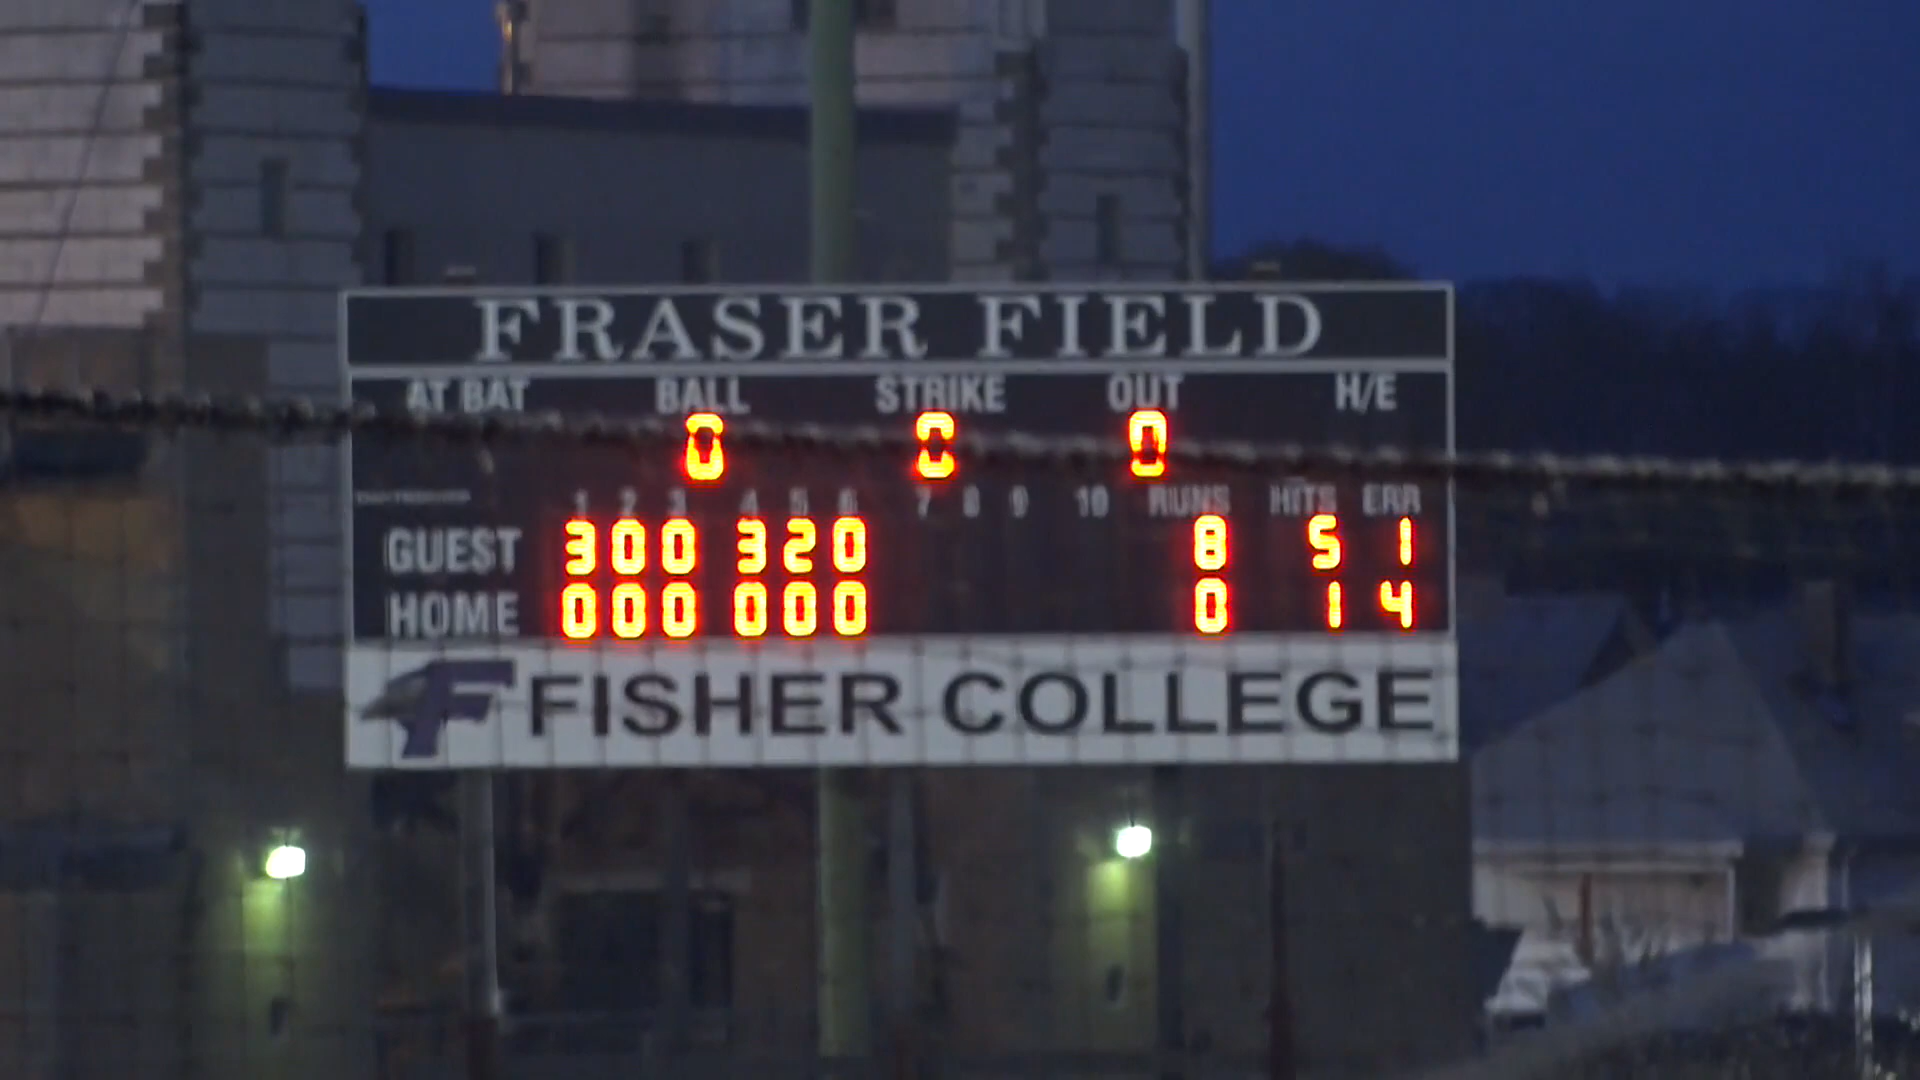 FRASER FIELD
AT BAT BALL STRIKE OUT H/E
0 0 0
1 2 3 4 5 6 7 8 9 10 RUNS HITS ERR
GUEST 3 0 0 3 2 0 8 5 1
HOME 0 0 0 0 0 0 0 1 4
F FISHER COLLEGE